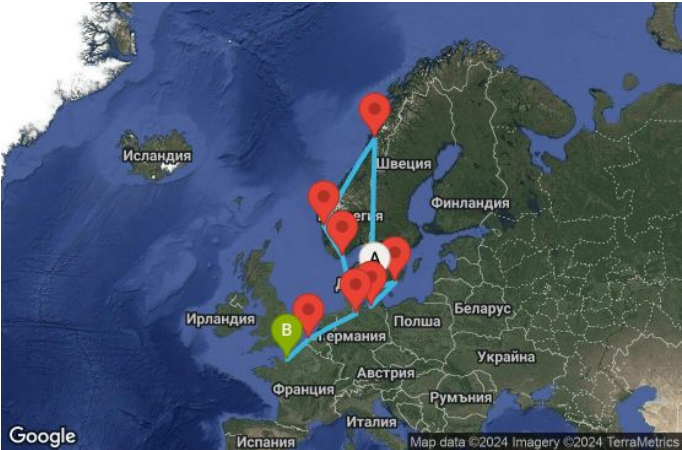 Исландия
Швеция
Финландия
A
Ирландия
B
Беларус
Полша
Германия
Украйна
Австрия
Франция
Румъния
Италия
Испания
Google
Map data ©2024 Imagery ©2024 TerraMetrics